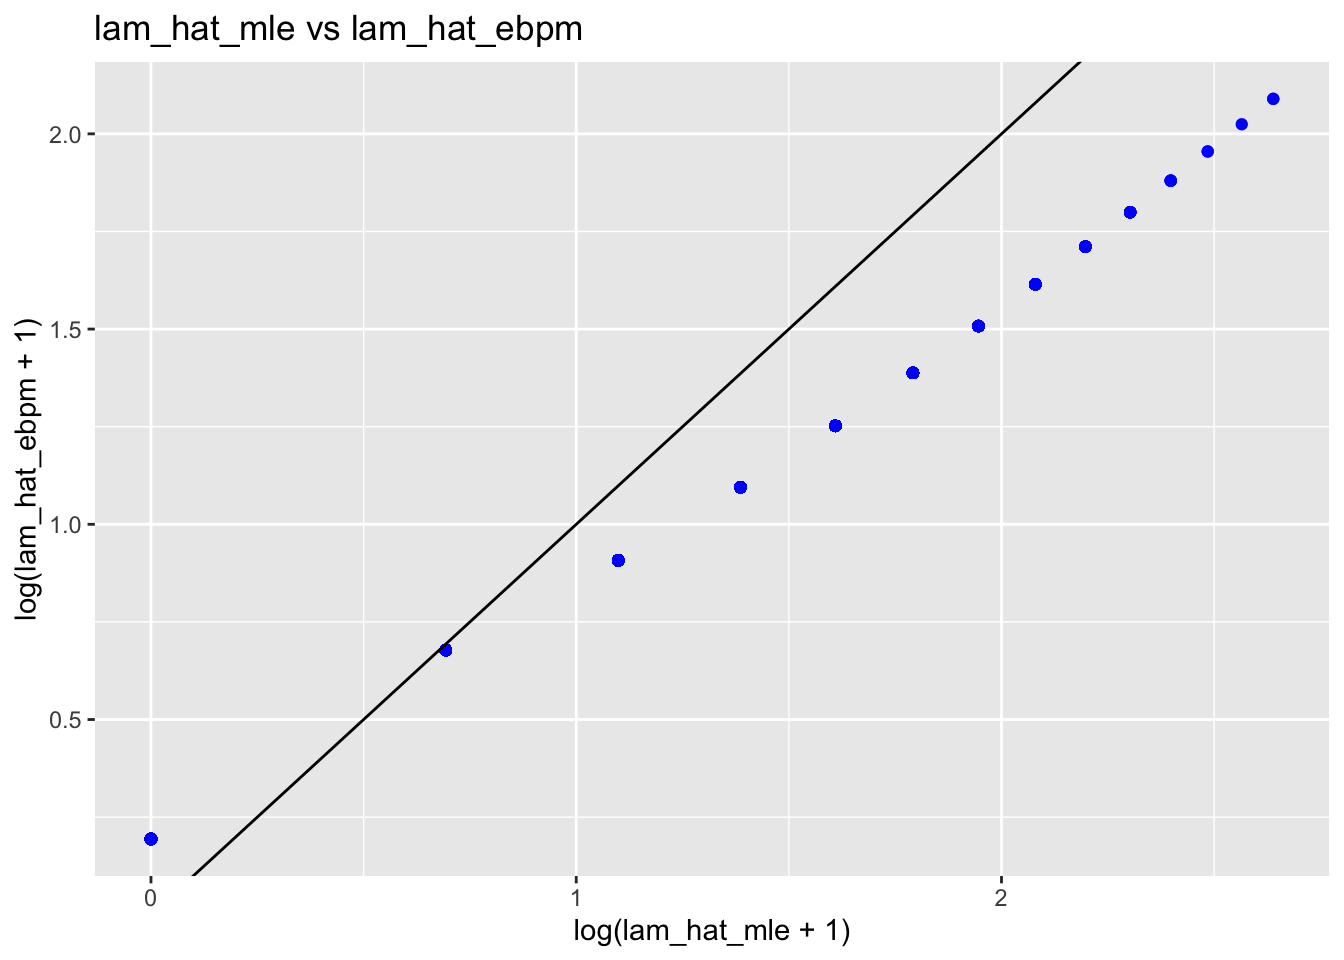 lam_hat_mle vs lam_hat_ebpm
log(lam_hat_ebpm + 1)
2.0
1.5
1.0
0.5
0 1 2
log(lam_hat_mle + 1)